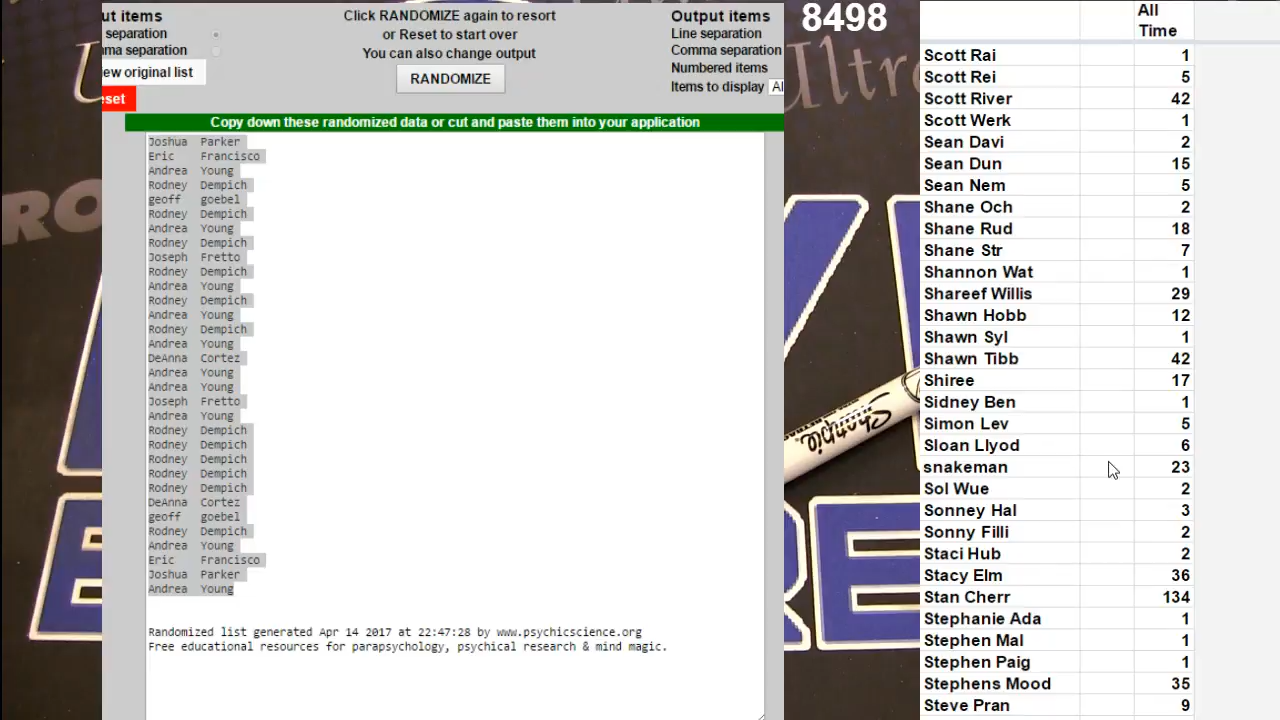 ut items
separation
mma separation
ew original list
set
Click RANDOMIZE again to resort
or Reset to start over
You can also change output
RANDOMIZE
Output items
Line separation
Comma separation
Numbered items
Items to display Al
Copy down these randomized data or cut and paste them into your application
Joshua Parker
Eric Francisco
Andrea Young
Rodney Dempich
geoff goebel
Rodney Dempich
Andrea Young
Rodney Dempich
Joseph Fretto
Rodney Dempich
Andrea Young
Rodney Dempich
Andrea Young
Rodney Dempich
Andrea Young
DeAnna Cortez
Andrea Young
Andrea Young
Joseph Fretto
Andrea Young
Rodney Dempich
Rodney Dempich
Rodney Dempich
Rodney Dempich
Rodney Dempich
DeAnna Cortez
geoff goebel
Rodney Dempich
Andrea Young
Eric Francisco
Joshua Parker
Andrea Young
Randomized list generated Apr 14 2017 at 22:47:28 by www.psychicscience.org
Free educational resources for parapsychology, psychical research & mind magic.
8498
Ultr
RO
Sharpie
All
Time
Scott Rai 1
Scott Rei 5
Scott River 42
Scott Werk 1
Sean Davi 2
Sean Dun 15
Sean Nem 5
Shane Och 2
Shane Rud 18
Shane Str 7
Shannon Wat 1
Shareef Willis 29
Shawn Hobb 12
Shawn Syl 1
Shawn Tibb 42
Shiree 17
Sidney Ben 1
Simon Lev 5
Sloan Llyod 6
snakeman 23
Sol Wue 2
Sonney Hal 3
Sonny Filli 2
Staci Hub 2
Stacy Elm 36
Stan Cherr 134
Stephanie Ada 1
Stephen Mal 1
Stephen Paig 1
Stephens Mood 35
Steve Pran 9